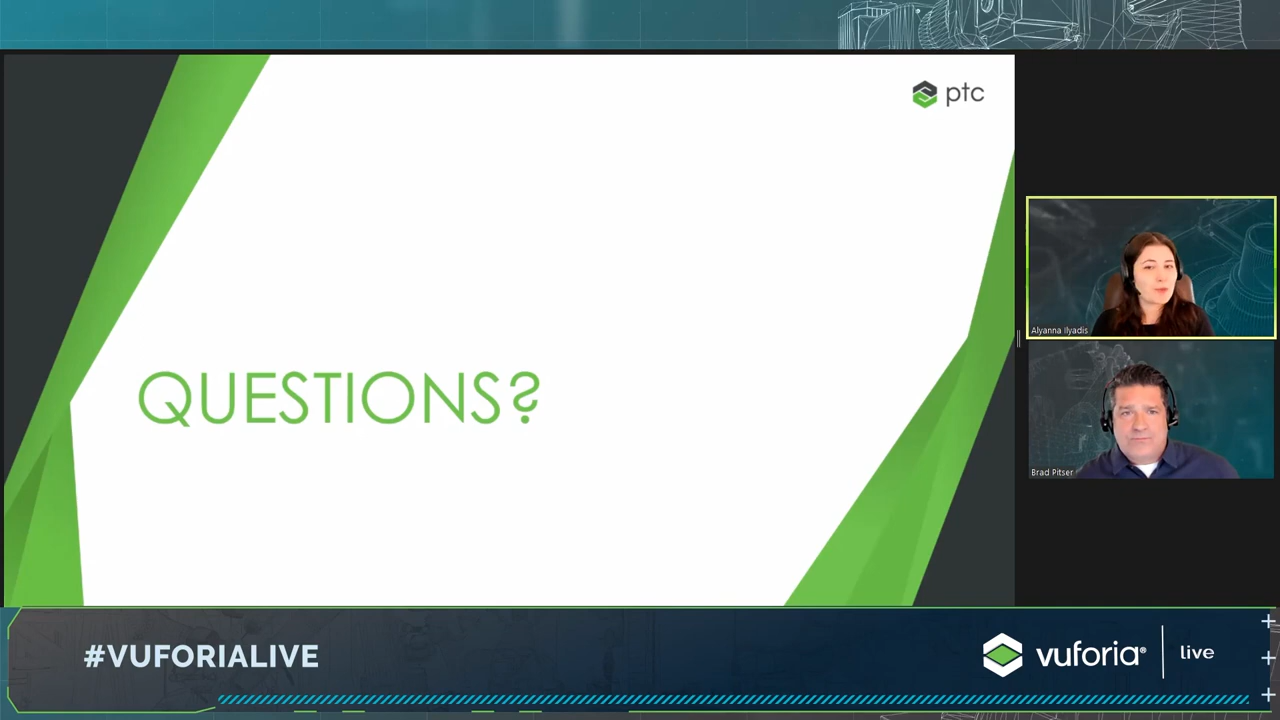 ptc
QUESTIONS?
Alyanna Ilyadis
Brad Pitser
#VUFORIALIVE
vuforia® | live